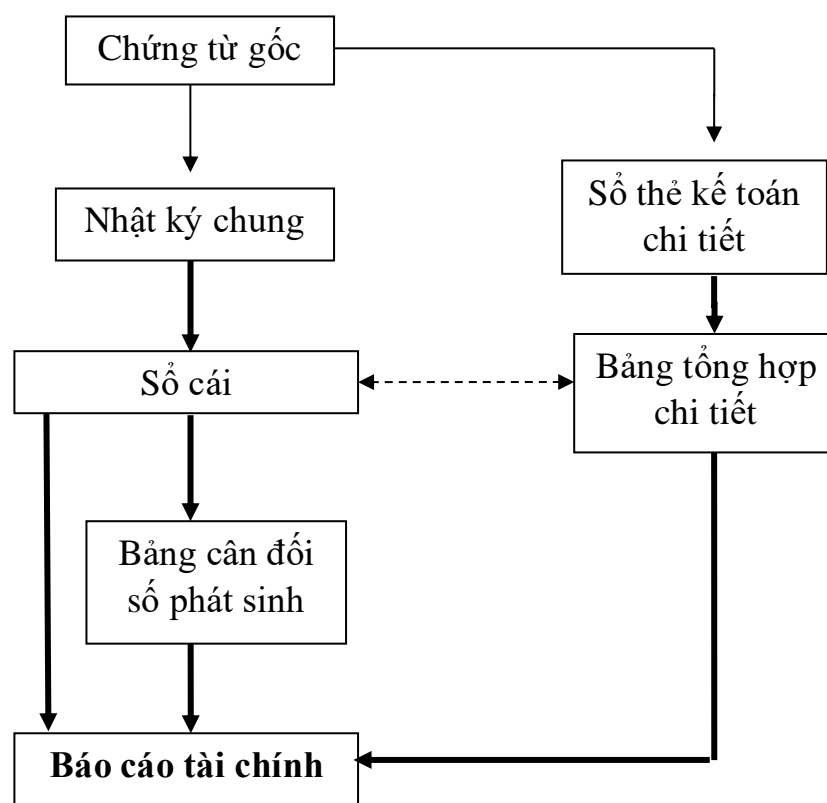 Chứng từ gốc
Nhật ký chung
Sổ thẻ kế toán
chi tiết
Sổ cái
Bảng tổng hợp
chi tiết
Bảng cân đối
số phát sinh
Báo cáo tài chính